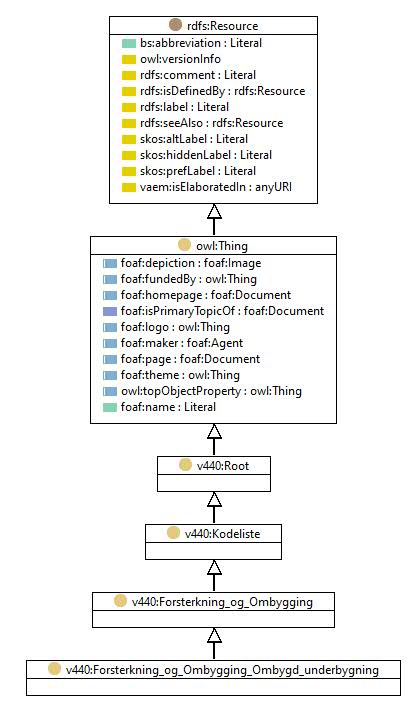 rdfs:Resource
bs:abbreviation : Literal
owl:versionInfo
rdfs:comment : Literal
rdfs:isDefinedBy : rdfs:Resource
rdfs:label : Literal
rdfs:seeAlso : rdfs:Resource
skos:altLabel : Literal
skos:hiddenLabel : Literal
skos:prefLabel : Literal
vaem:isElaboratedIn : anyURI
owl:Thing
foaf:depiction : foaf:Image
foaf:fundedBy : owl:Thing
foaf:homepage : foaf:Document
foaf:isPrimaryTopicOf : foaf:Document
foaf:logo : owl:Thing
foaf:maker : foaf:Agent
foaf:page : foaf:Document
foaf:theme : owl:Thing
owl:topObjectProperty : owl:Thing
foaf:name : Literal
v440:Root
v440:Kodeliste
v440:Forsterkning_og_Ombygging
v440:Forsterkning_og_Ombygging_Ombygd_underbygning